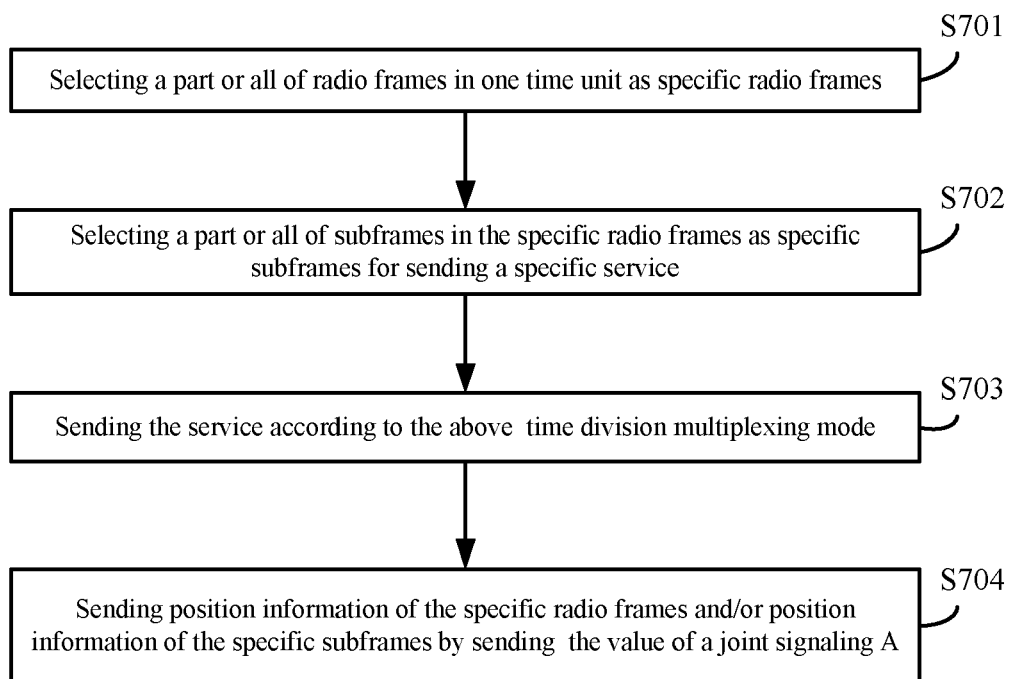 S701
Selecting a part or all of radio frames in one time unit as specific radio frames
S702
Selecting a part or all of subframes in the specific radio frames as specific
subframes for sending a specific service
S703
Sending the service according to the above time division multiplexing mode
S704
Sending position information of the specific radio frames and/or position
information of the specific subframes by sending the value of a joint signaling A